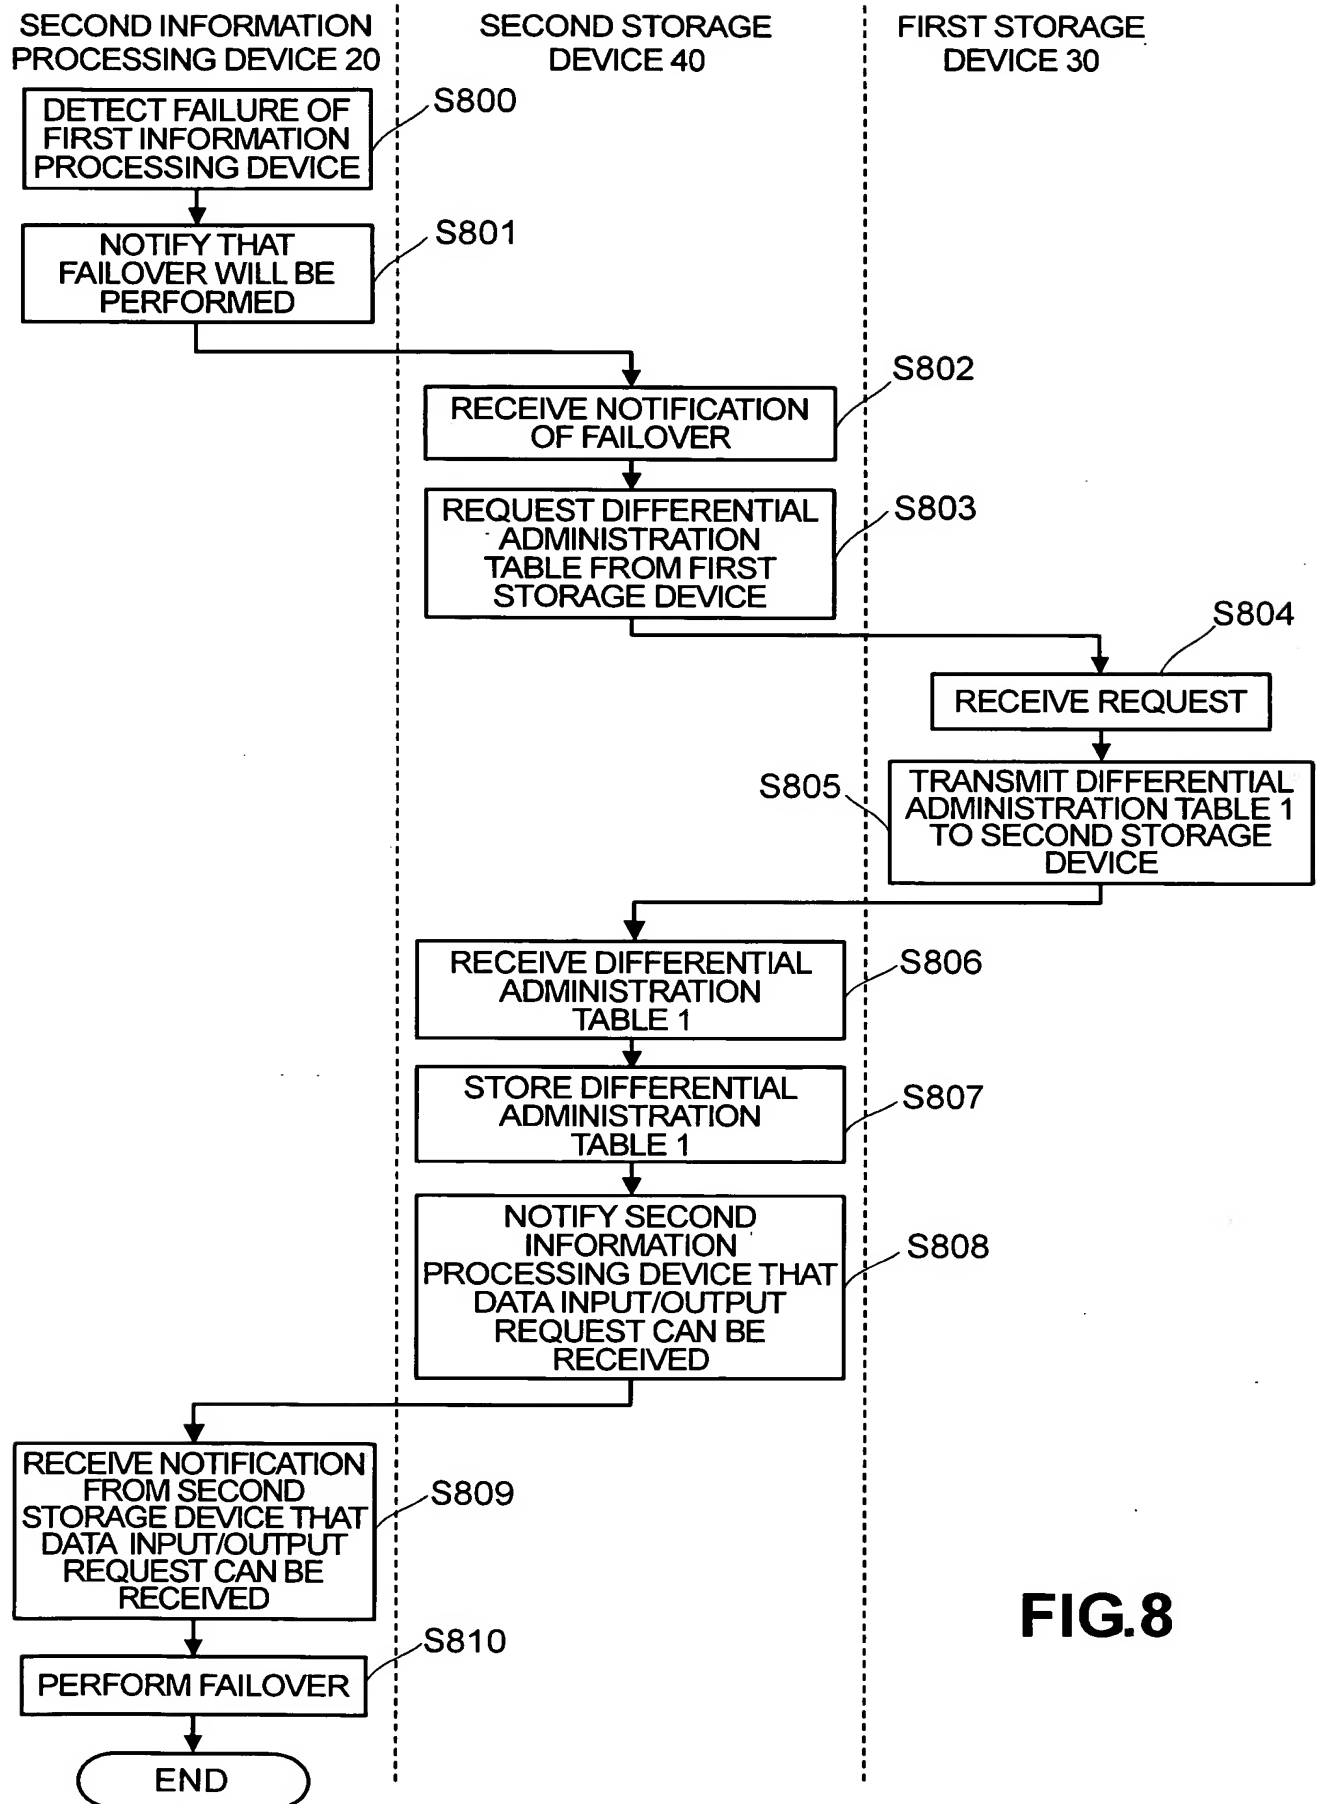 SECOND INFORMATION
PROCESSING DEVICE 20
SECOND STORAGE
DEVICE 40
FIRST STORAGE
DEVICE 30
DETECT FAILURE OF
FIRST INFORMATION
PROCESSING DEVICE
S800
NOTIFY THAT
FAILOVER WILL BE
PERFORMED
S801
RECEIVE NOTIFICATION
OF FAILOVER
S802
REQUEST DIFFERENTIAL
ADMINISTRATION
TABLE FROM FIRST
STORAGE DEVICE
S803
S804
RECEIVE REQUEST
S805
TRANSMIT DIFFERENTIAL
ADMINISTRATION TABLE 1
TO SECOND STORAGE
DEVICE
RECEIVE DIFFERENTIAL
ADMINISTRATION
TABLE 1
S806
STORE DIFFERENTIAL
ADMINISTRATION
TABLE 1
S807
NOTIFY SECOND
INFORMATION
PROCESSING DEVICE THAT
DATA INPUT/OUTPUT
REQUEST CAN BE
RECEIVED
S808
RECEIVE NOTIFICATION
FROM SECOND
STORAGE DEVICE THAT
DATA INPUT/OUTPUT
REQUEST CAN BE
RECEIVED
S809
PERFORM FAILOVER
S810
END
FIG.8